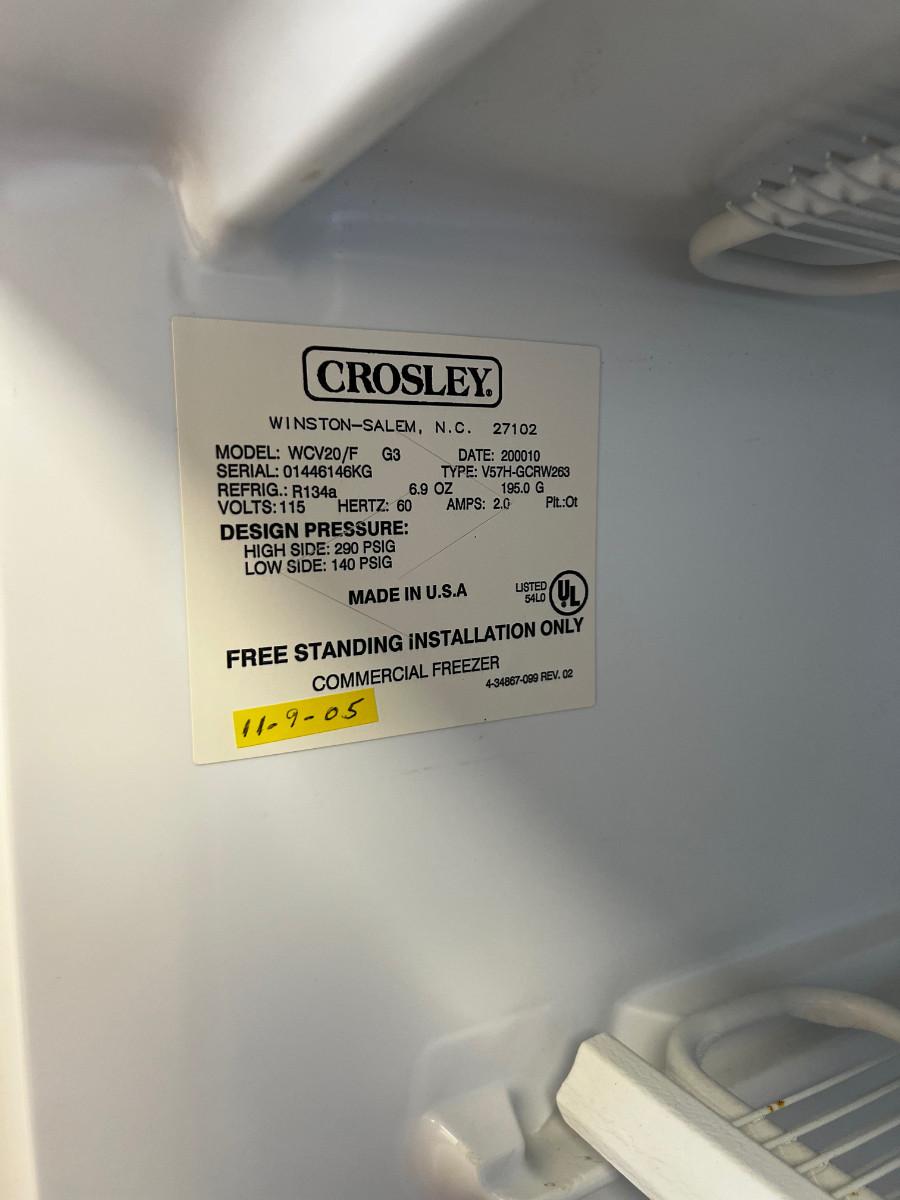 CROSLEY®
WINSTON-SALEM, N.C. 27102
MODEL: WCV20/F G3 DATE: 200010
SERIAL: 01446146KG TYPE: V57H-GCRW263
REFRIG.: R134a 6.9 OZ 195.0 G
VOLTS: 115 HERTZ: 60 AMPS: 2.0 Plt.:Ot
DESIGN PRESSURE:
HIGH SIDE: 290 PSIG
LOW SIDE: 140 PSIG
MADE IN U.S.A
LISTED
54L0
UL
FREE STANDING iNSTALLATION ONLY
COMMERCIAL FREEZER
4-34867-099 REV. 02
11-9-05